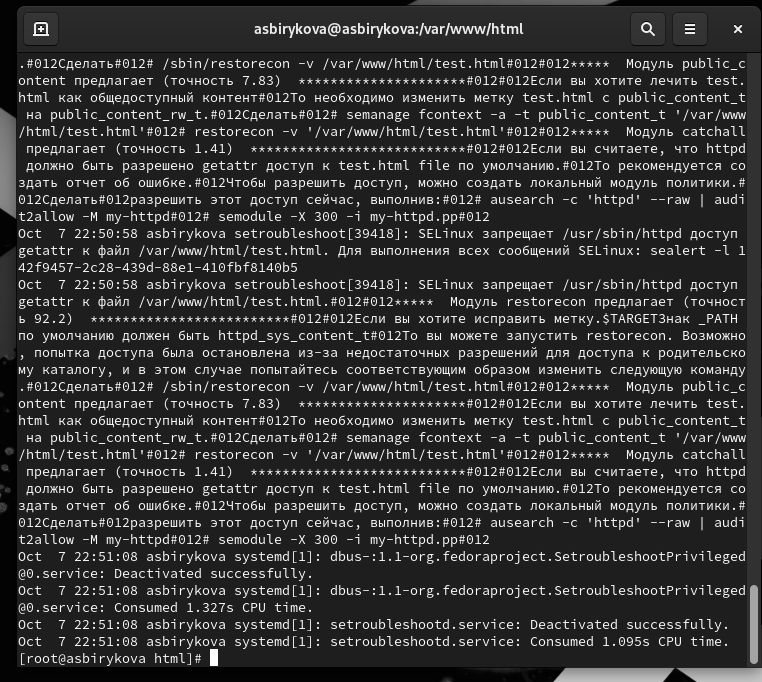 asbirykova@asbirykova:/var/www/html
.#012Сделать#012# /sbin/restorecon -v /var/www/html/test.html#012#012*****  Модуль public_c
ontent предлагает (точность 7.83)  **********************#012#012Если вы хотите лечить test.
html как общедоступный контент#012То необходимо изменить метку test.html с public_content_t
 на public_content_rw_t.#012Сделать#012# semanage fcontext -a -t public_content_t '/var/www
/html/test.html'#012# restorecon -v '/var/www/html/test.html'#012#012*****  Модуль catchall
 предлагает (точность 1.41)  **************************#012#012Если вы считаете, что httpd
 должно быть разрешено getattr доступ к test.html file по умолчанию.#012То рекомендуется со
здать отчет об ошибке.#012Чтобы разрешить доступ, можно создать локальный модуль политики.#
012Сделать#012разрешить этот доступ сейчас, выполнив:#012# ausearch -c 'httpd' --raw | audi
t2allow -M my-httpd#012# semodule -X 300 -i my-httpd.pp#012
Oct  7 22:50:58 asbirykova setroubleshoot[39418]: SELinux запрещает /usr/sbin/httpd доступ
getattr к файл /var/www/html/test.html. Для выполнения всех сообщений SELinux: sealert -l 1
42f9457-2c28-439d-88e1-410fbf8140b5
Oct  7 22:50:58 asbirykova setroubleshoot[39418]: SELinux запрещает /usr/sbin/httpd доступ
getattr к файл /var/www/html/test.html.#012#012*****  Модуль restorecon предлагает (точност
ь 92.2)  *************************#012#012Если вы хотите исправить метку.$TARGETЗнак _PATH
по умолчанию должен быть httpd_sys_content_t#012То вы можете запустить restorecon. Возможно
, попытка доступа была остановлена из-за недостаточных разрешений для доступа к родительско
му каталогу, и в этом случае попытайтесь соответствующим образом изменить следующую команду
.#012Сделать#012# /sbin/restorecon -v /var/www/html/test.html#012#012*****  Модуль public_c
ontent предлагает (точность 7.83)  **********************#012#012Если вы хотите лечить test.
html как общедоступный контент#012То необходимо изменить метку test.html с public_content_t
 на public_content_rw_t.#012Сделать#012# semanage fcontext -a -t public_content_t '/var/www
/html/test.html'#012# restorecon -v '/var/www/html/test.html'#012#012*****  Модуль catchall
 предлагает (точность 1.41)  **************************#012#012Если вы считаете, что httpd
 должно быть разрешено getattr доступ к test.html file по умолчанию.#012То рекомендуется со
здать отчет об ошибке.#012Чтобы разрешить доступ, можно создать локальный модуль политики.#
012Сделать#012разрешить этот доступ сейчас, выполнив:#012# ausearch -c 'httpd' --raw | audi
t2allow -M my-httpd#012# semodule -X 300 -i my-httpd.pp#012
Oct  7 22:51:08 asbirykova systemd[1]: dbus-:1.1-org.fedoraproject.SetroubleshootPrivileged
@0.service: Deactivated successfully.
Oct  7 22:51:08 asbirykova systemd[1]: dbus-:1.1-org.fedoraproject.SetroubleshootPrivileged
@0.service: Consumed 1.327s CPU time.
Oct  7 22:51:08 asbirykova systemd[1]: setroubleshootd.service: Deactivated successfully.
Oct  7 22:51:08 asbirykova systemd[1]: setroubleshootd.service: Consumed 1.095s CPU time.
[root@asbirykova html]#